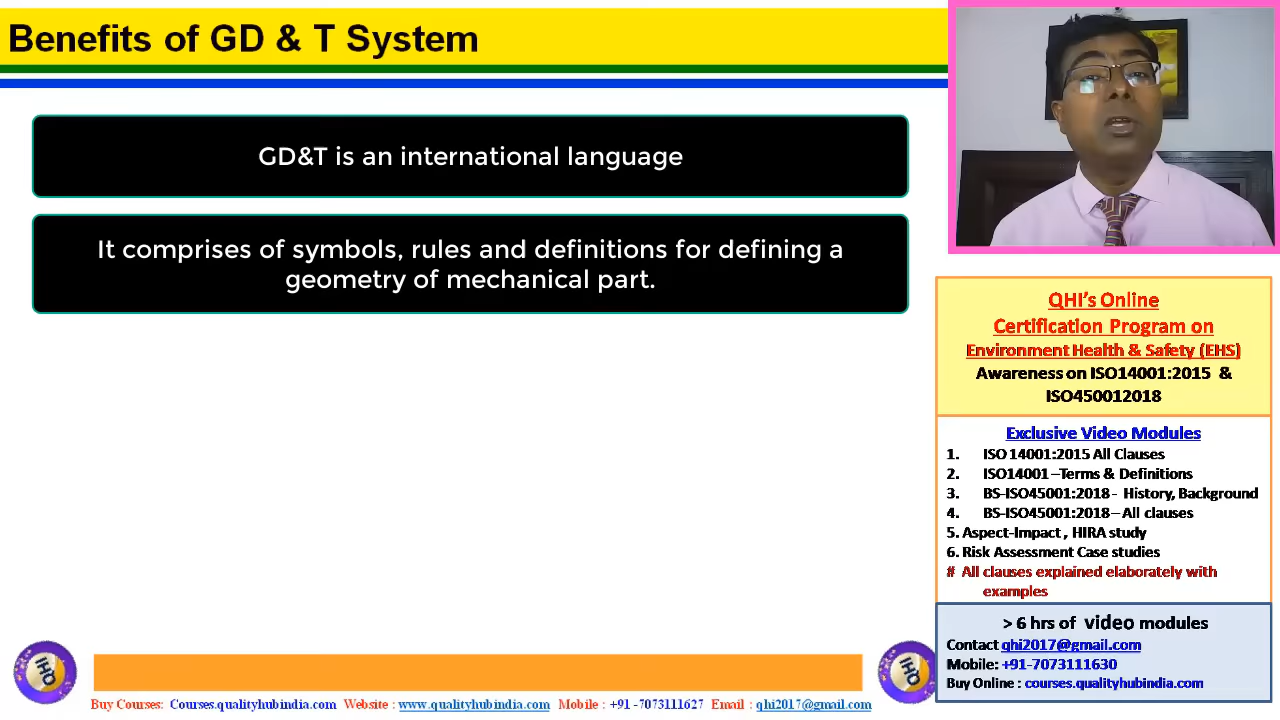 Benefits of GD & T System
GD&T is an international language
It comprises of symbols, rules and definitions for defining a
geometry of mechanical part.
QHI's Online
Certification Program on
Environment Health & Safety (EHS)
Awareness on ISO14001:2015 &
ISO450012018
Exclusive Video Modules
1. ISO 14001:2015 All Clauses
2. ISO14001 –Terms & Definitions
3. BS-ISO45001:2018 - History, Background
4. BS-ISO45001:2018 – All clauses
5. Aspect-Impact , HIRA study
6. Risk Assessment Case studies
# All clauses explained elaborately with
examples
> 6 hrs of video modules
Contact qhi2017@gmail.com
Mobile: +91-7073111630
Buy Online : courses.qualityhubindia.com
QHI
QHI
Buy Courses: Courses.qualityhubindia.com Website : www.qualityhubindia.com Mobile : +91 -7073111627 Email : qhi2017@gmail.com